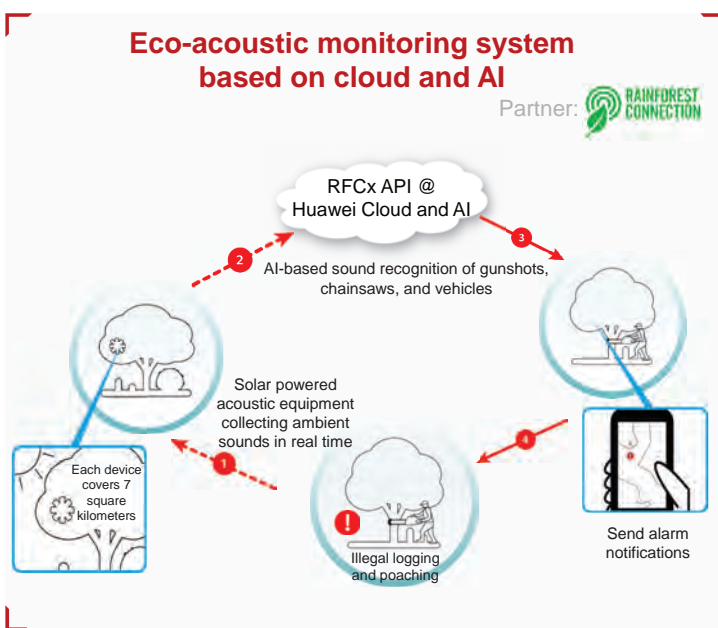 Eco-acoustic monitoring system
based on cloud and AI
Partner:
RAINFOREST
CONNECTION
RFCx API @
Huawei Cloud and AI
2
3
AI-based sound recognition of gunshots,
chainsaws, and vehicles
Solar powered
acoustic equipment
collecting ambient
sounds in real time
1
4
Each device
covers 7
square
kilometers
!
Illegal logging
and poaching
Send alarm
notifications